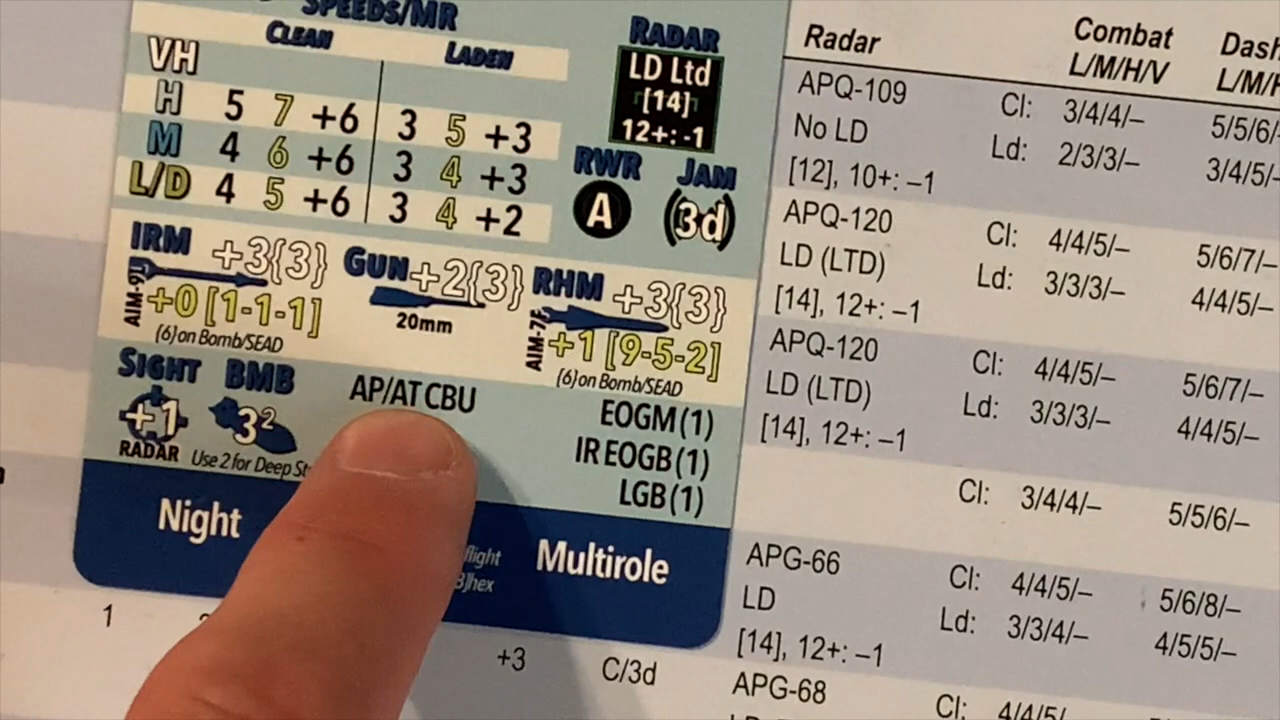 SPEEDS/MR
CLEAN LADEN
VH
H 5 7 +6 3 5 +3
M 4 6 +6 3 4 +3
L/D 4 5 +6 3 4 +2
RADAR
LD Ltd
[14]
12+: -1
RWR JAM
A (3d)
IRM +3{3}
+0 [1-1-1]
{6}on Bomb/SEAD
GUN +2{3}
20mm
RHM +3{3}
+1 [9-5-2]
{6}on Bomb/SEAD
SIGHT BMB
+1 3²
RADAR Use 2 for Deep
AP/AT CBU
EOGM (1)
IR EOGB (1)
LGB (1)
Night Multirole
flight
hex
1
+3 C/3d
Radar Combat
L/M/H/V
APQ-109 Cl: 3/4/4/– 5/5/6/
No LD Ld: 2/3/3/– 3/4/5/–
[12], 10+: –1
APQ-120 Cl: 4/4/5/– 5/6/7/–
LD (LTD) Ld: 3/3/3/– 4/4/5/–
[14], 12+: –1
APQ-120 Cl: 4/4/5/– 5/6/7/–
LD (LTD) Ld: 3/3/3/– 4/4/5/–
[14], 12+: –1
Cl: 3/4/4/– 5/5/6/–
APG-66 Cl: 4/4/5/– 5/6/8/–
LD Ld: 3/3/4/– 4/5/5/–
[14], 12+: –1
APG-68 Cl: 4/4/5/